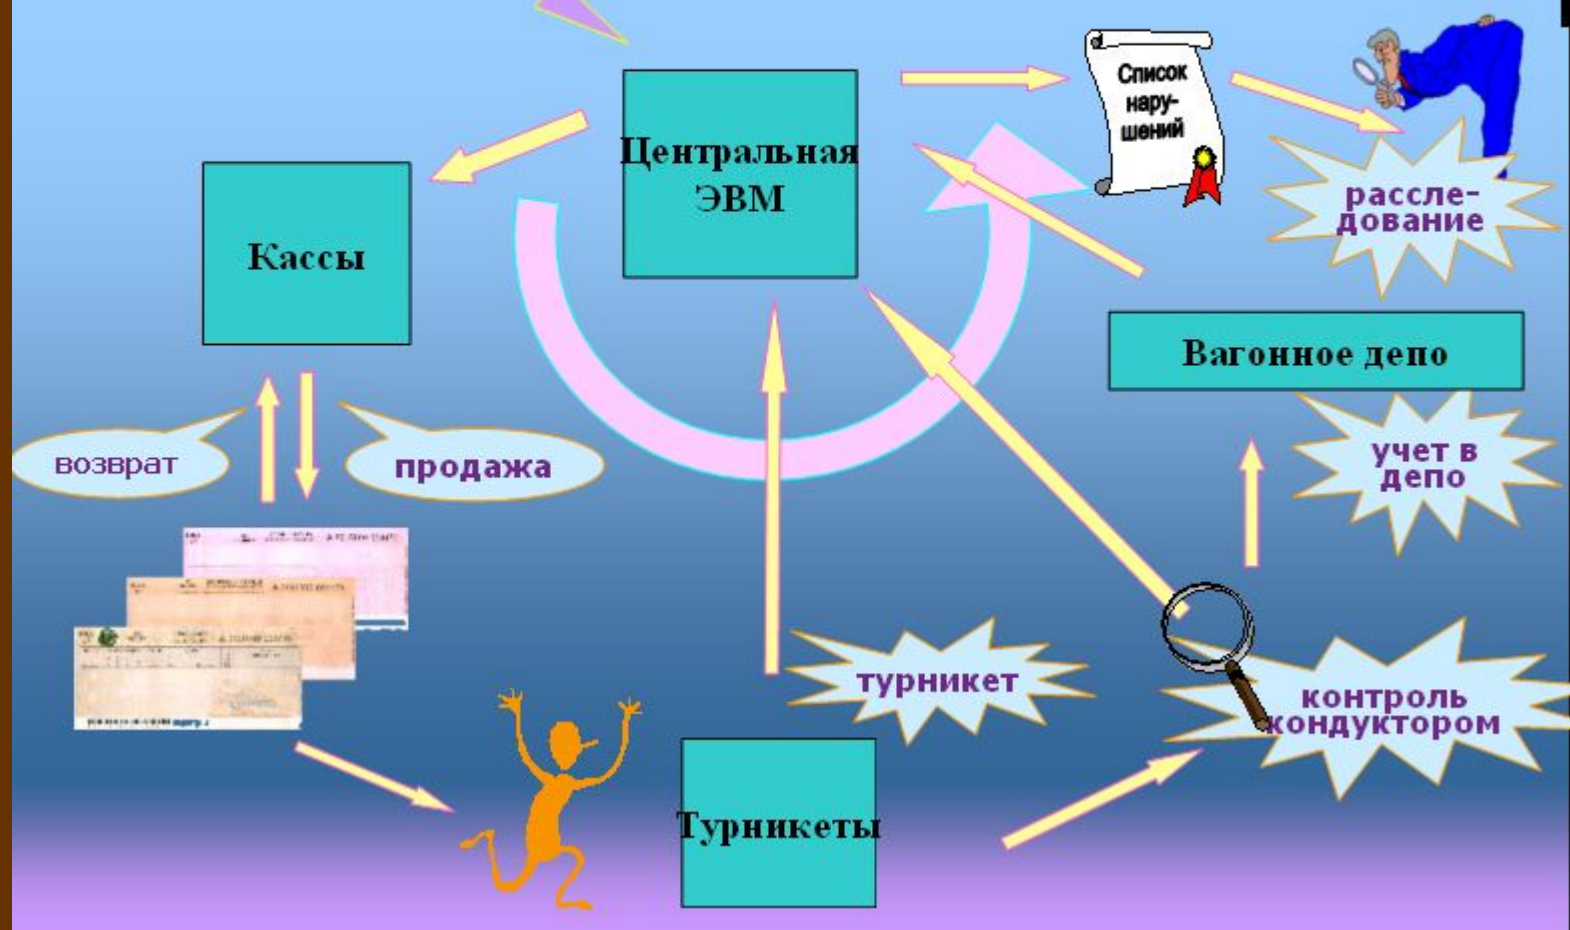 Список
нару-
шений
Центральная
ЭВМ
рассле-
дование
Кассы
Вагонное депо
возврат
продажа
учет в
депо
турникет
контроль
кондуктором
Турникеты